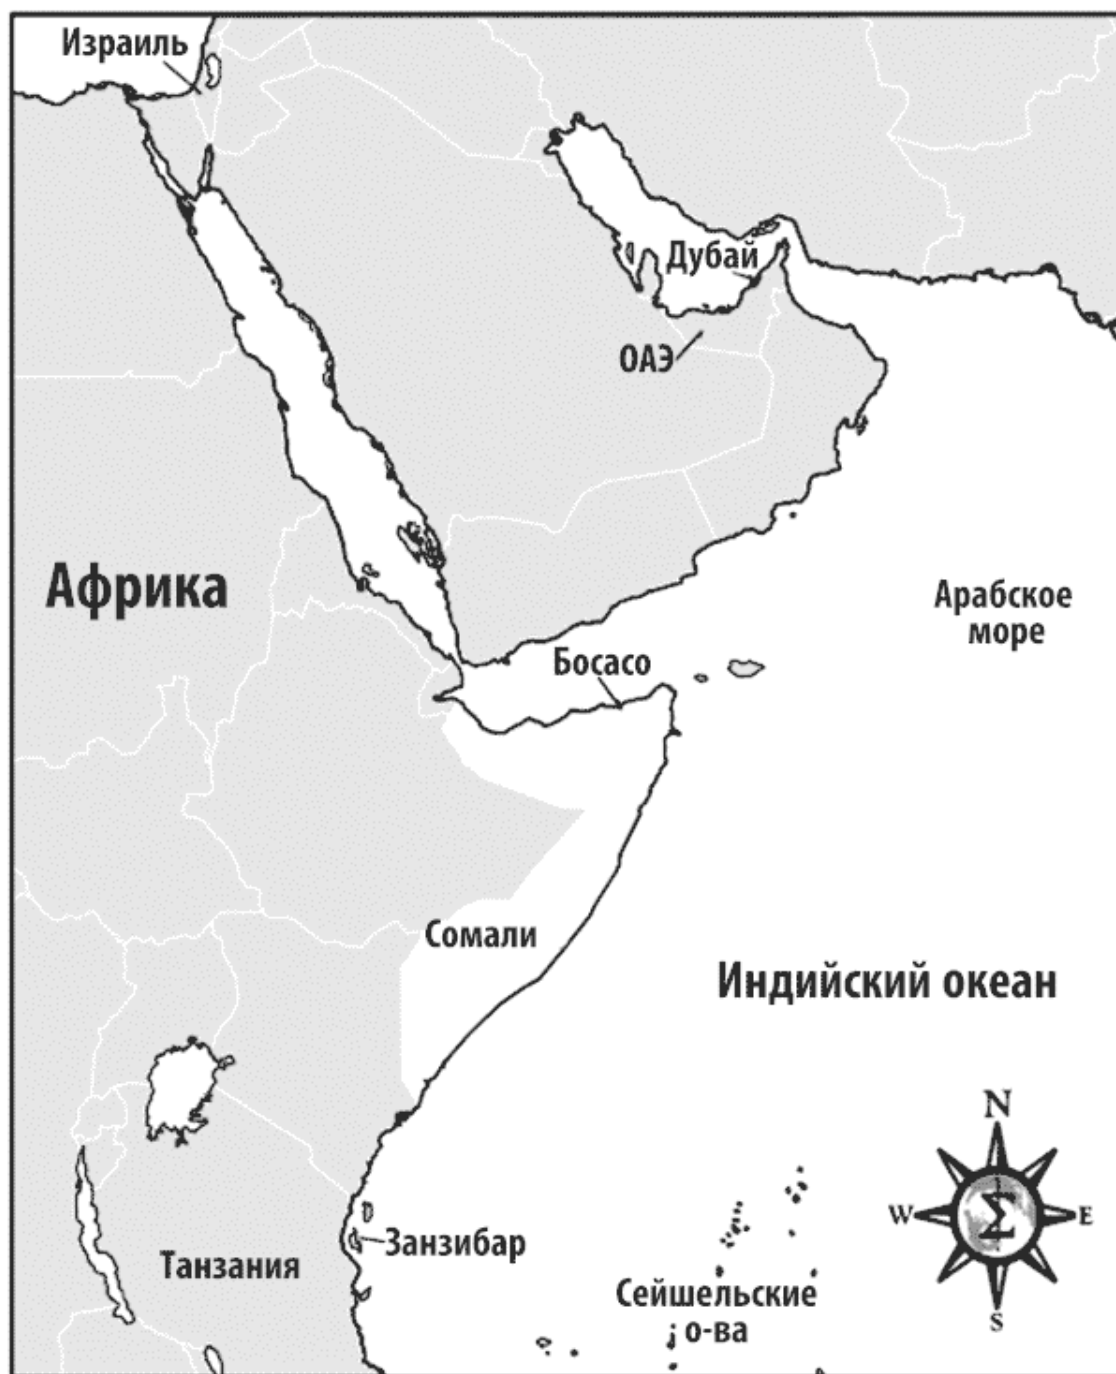 Израиль
Дубай
ОАЭ
Африка
Арабское
море
Босасо
Сомали
Индийский океан
N
W
Σ
E
S
Занзибар
Танзания
Сейшельские
о-ва